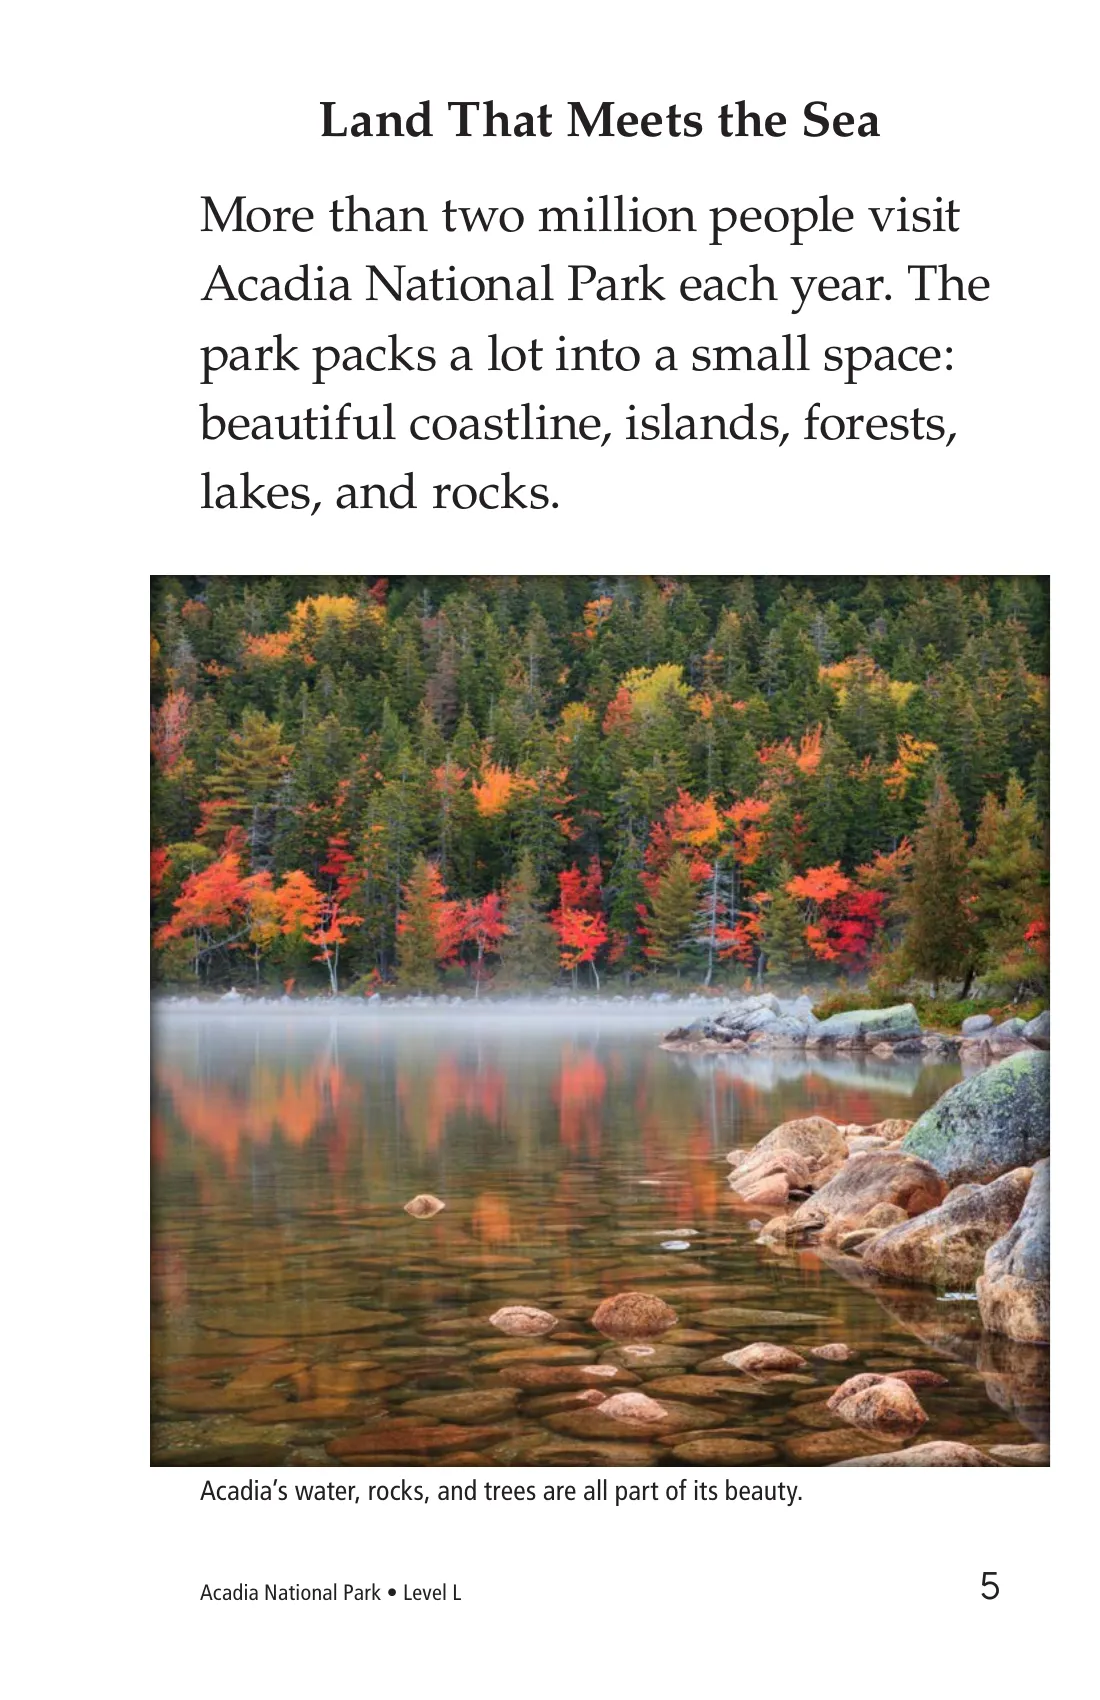 Land That Meets the Sea
More than two million people visit
Acadia National Park each year. The
park packs a lot into a small space:
beautiful coastline, islands, forests,
lakes, and rocks.
Acadia’s water, rocks, and trees are all part of its beauty.
Acadia National Park • Level L
5